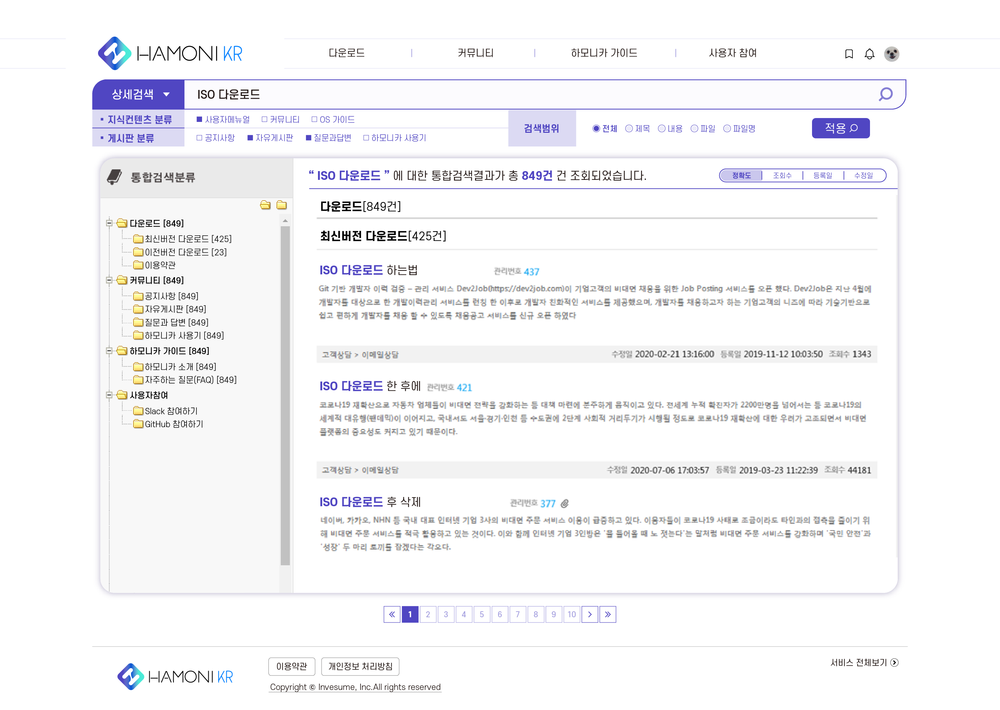 HAMONI KR
다운로드 | 커뮤니티 | 하모니카 가이드 | 사용자 참여
상세검색 ISO 다운로드
지식컨텐츠 분류 사용자메뉴얼 커뮤니티 OS 가이드
게시판 분류 공지사항 자유게시판 질문과답변 하모니카 사용기
검색범위 전체 제목 내용 파일 파일명 적용
통합검색분류
다운로드 [849]
최신버전 다운로드 [425]
이전버전 다운로드 [23]
이용약관
커뮤니티 [849]
공지사항 [849]
자유게시판 [849]
질문과 답변 [849]
하모니카 사용기 [849]
하모니카 가이드 [849]
하모니카 소개 [849]
자주하는 질문(FAQ) [849]
사용자참여
Slack 참여하기
GitHub 참여하기
“ ISO 다운로드 ” 에 대한 통합검색결과가 총 849건 건 조회되었습니다.
정확도 | 조회수 | 등록일 | 수정일
다운로드[849건]
최신버전 다운로드[425건]
ISO 다운로드 하는법 관리번호 437
Git 기반 개발자 이력 검증 – 관리 서비스 Dev2Job(https://dev2job.com)이 기업고객의 비대면 채용을 위한 Job Posting 서비스를 오픈 했다. Dev2Job은 지난 4월에
개발자를 대상으로 한 개발이력관리 서비스를 런칭 한 이후로 개발자 친화적인 서비스를 제공했으며, 개발자를 채용하고자 하는 기업고객의 니즈에 따라 기술기반으로
쉽고 편하게 개발자를 채용 할 수 있도록 채용공고 서비스를 신규 오픈 하였다
고객상담 > 이메일상담 수정일 2020-02-21 13:16:00 등록일 2019-11-12 10:03:50 조회수 1343
ISO 다운로드 한 후에 관리번호 421
코로나19 재확산으로 자동차 업체들이 비대면 전략을 강화하는 등 대책 마련에 분주하게 움직이고 있다. 전세계 누적 확진자가 2200만명을 넘어서는 등 코로나19의
세계적 대유행(팬데믹)이 이어지고, 국내서도 서울·경기·인천 등 수도권에 2단계 사회적 거리두기가 시행될 정도로 코로나19 재확산에 대한 우려가 고조되면서 비대면
플랫폼의 중요성도 커지고 있기 때문이다.
고객상담 > 이메일상담 수정일 2020-07-06 17:03:57 등록일 2019-03-23 11:22:39 조회수 44181
ISO 다운로드 후 삭제 관리번호 377
네이버, 카카오, NHN 등 국내 대표 인터넷 기업 3사의 비대면 주문 서비스 이용이 급증하고 있다. 이용자들이 코로나19 사태로 조금이라도 타인과의 접촉을 줄이기 위
해 비대면 주문 서비스를 적극 활용하고 있는 것이다. 이와 함께 인터넷 기업 3인방은 '물 들어올 때 노 젓는다'는 말처럼 비대면 주문 서비스를 강화하며 '국민 안전'과
'성장' 두 마리 토끼를 잡겠다는 각오다.
« 1 2 3 4 5 6 7 8 9 10 > »
HAMONI KR
이용약관 개인정보 처리방침
서비스 전체보기
Copyright © Invesume, Inc.All rights reserved